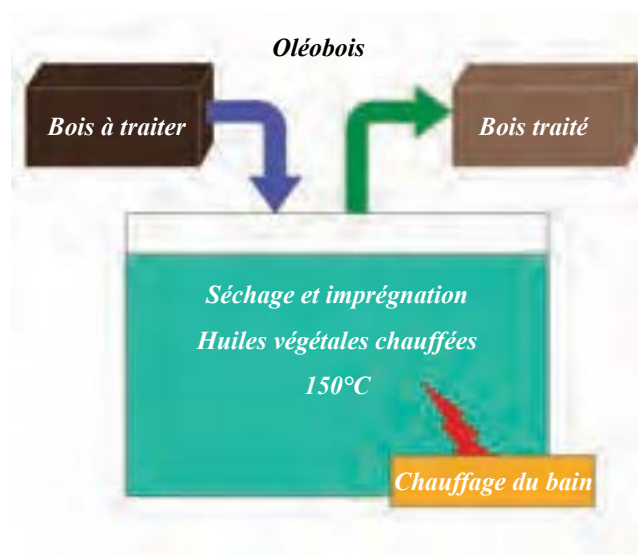 Oléobois
Bois à traiter
Bois traité
Séchage et imprégnation
Huiles végétales chauffées
150°C
Chauffage du bain